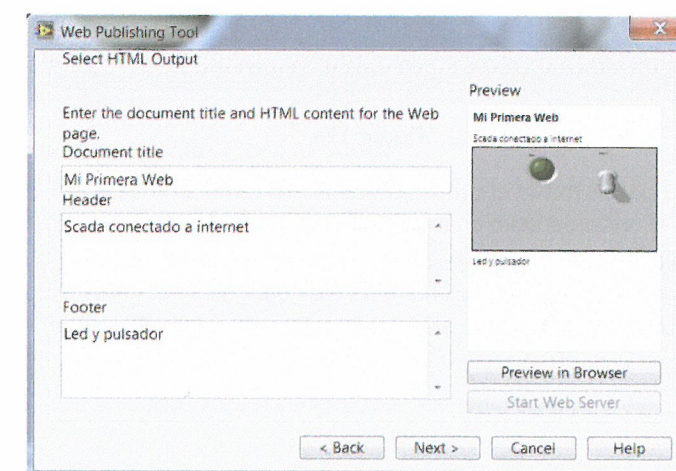 Web Publishing Tool
Select HTML Output
Enter the document title and HTML content for the Web
page.
Document title
Mi Primera Web
Header
Scada conectado a internet
Footer
Led y pulsador
Preview
Mi Primera Web
Scada conectado a internet
Led y pulsador
Preview in Browser
Start Web Server
< Back
Next >
Cancel
Help